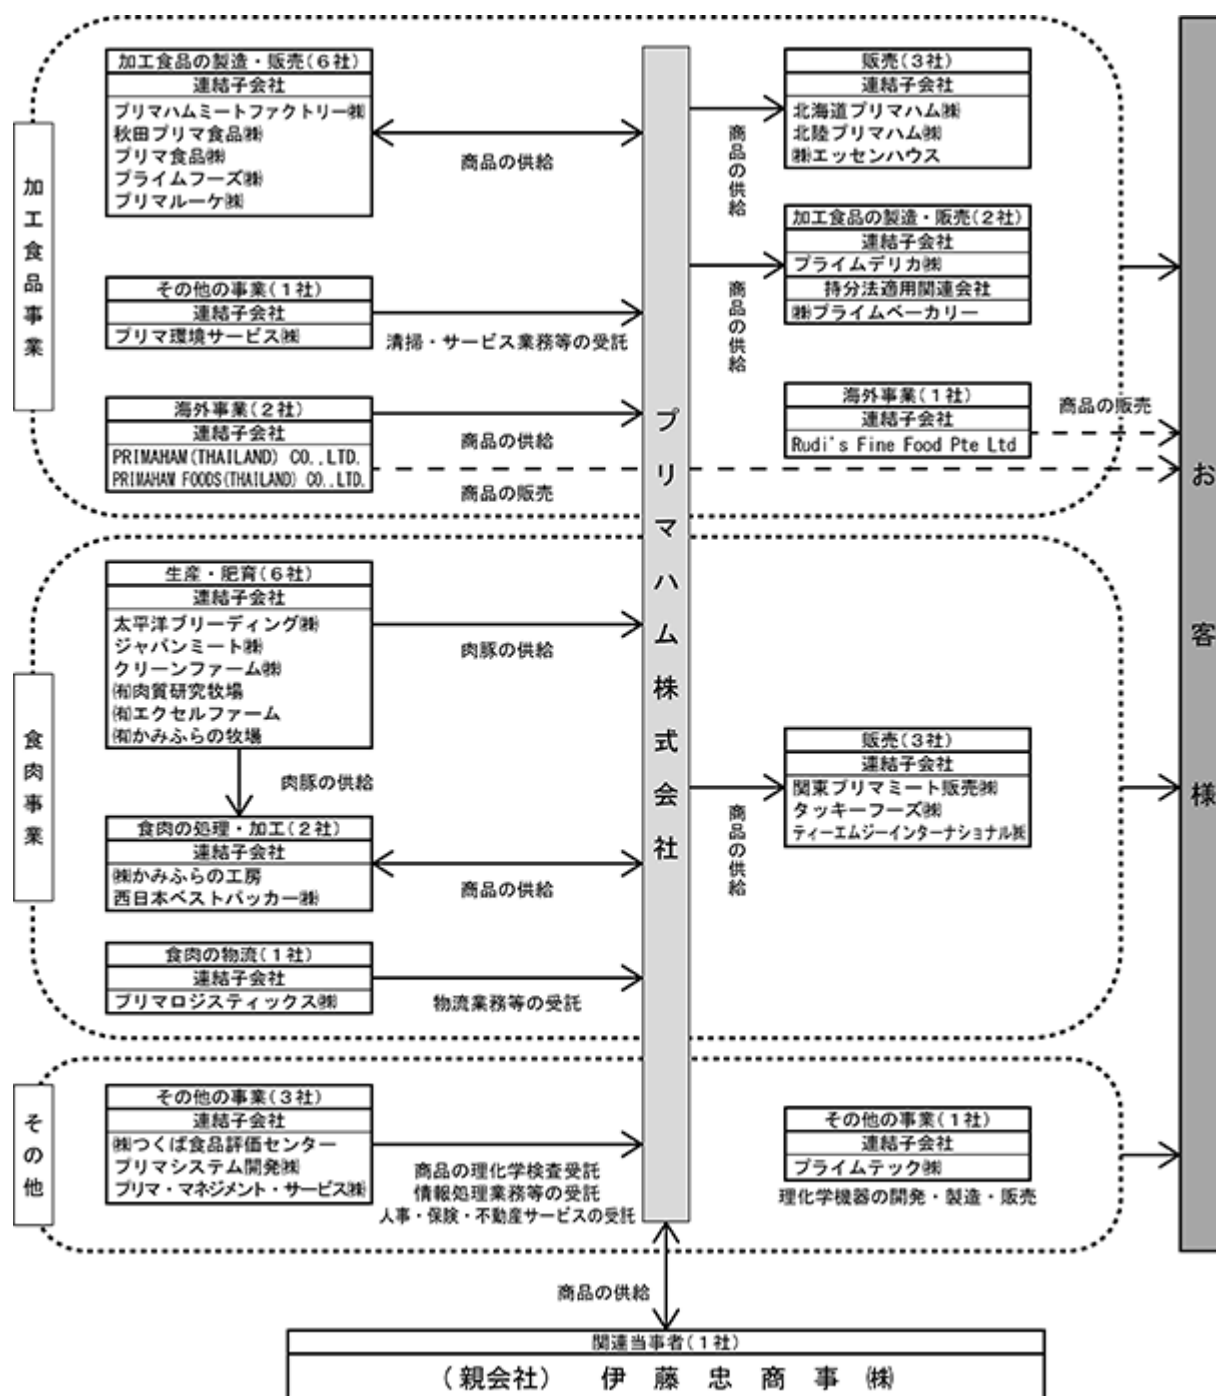 加工食品事業
加工食品の製造・販売(6社)
連結子会社
プリマハムミートファクトリー㈱
秋田プリマ食品㈱
プリマ食品㈱
プライムフーズ㈱
プリマルーケ㈱
商品の供給
その他の事業(1社)
連結子会社
プリマ環境サービス㈱
清掃・サービス業務等の受託
海外事業(2社)
連結子会社
PRIMAHAM(THAILAND) CO.,LTD.
PRIMAHAM FOODS(THAILAND) CO.,LTD.
商品の供給
商品の販売
販売(3社)
連結子会社
北海道プリマハム㈱
北陸プリマハム㈱
㈱エッセンハウス
商品の供給
加工食品の製造・販売(2社)
連結子会社
プライムデリカ㈱
持分法適用関連会社
㈱プライムベーカリー
商品の供給
海外事業(1社)
連結子会社
Rudi's Fine Food Pte Ltd
商品の販売
プリマハム株式会社
お客様
食肉事業
生産・肥育(6社)
連結子会社
太平洋ブリーディング㈱
ジャパンミート㈱
クリーンファーム㈱
㈲肉質研究牧場
㈲エクセルファーム
㈲かみふらの牧場
肉豚の供給
肉豚の供給
食肉の処理・加工(2社)
連結子会社
㈱かみふらの工房
西日本ベストパッカー㈱
商品の供給
食肉の物流(1社)
連結子会社
プリマロジスティックス㈱
物流業務等の受託
販売(3社)
連結子会社
関東プリマミート販売㈱
タッキーフーズ㈱
ティーエムジーインターナショナル㈱
商品の供給
その他
その他の事業(3社)
連結子会社
㈱つくば食品評価センター
プリマシステム開発㈱
プリマ・マネジメント・サービス㈱
商品の理化学検査受託
情報処理業務等の受託
人事・保険・不動産サービスの受託
その他の事業(1社)
連結子会社
プライムテック㈱
理化学機器の開発・製造・販売
商品の供給
関連当事者(1社)
(親会社) 伊藤忠商事㈱